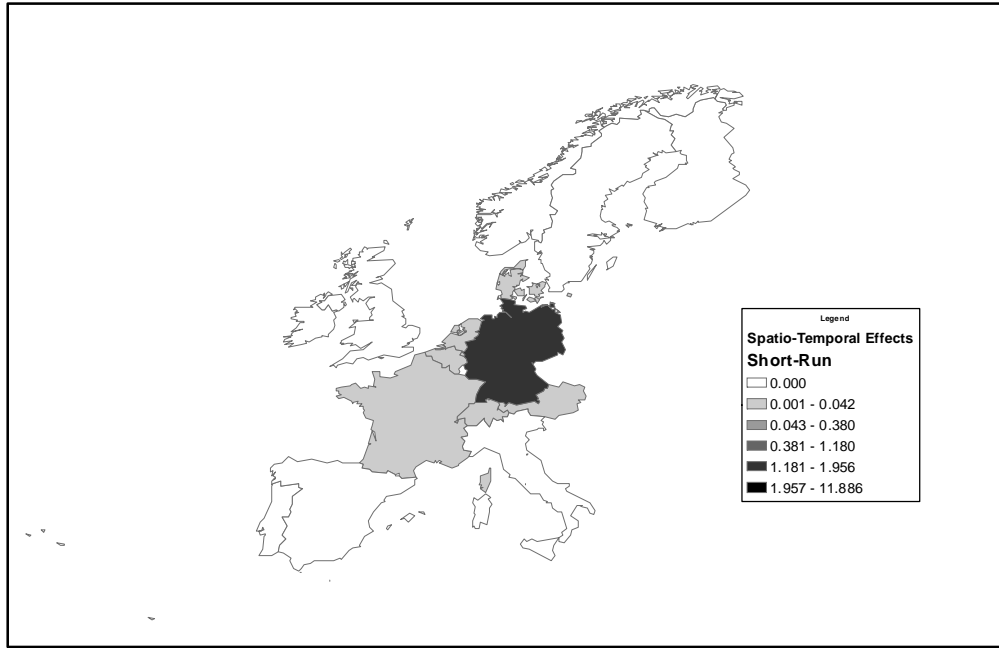 Legend
Spatio-Temporal Effects
Short-Run
0.000
0.001 - 0.042
0.043 - 0.380
0.381 - 1.180
1.181 - 1.956
1.957 - 11.886